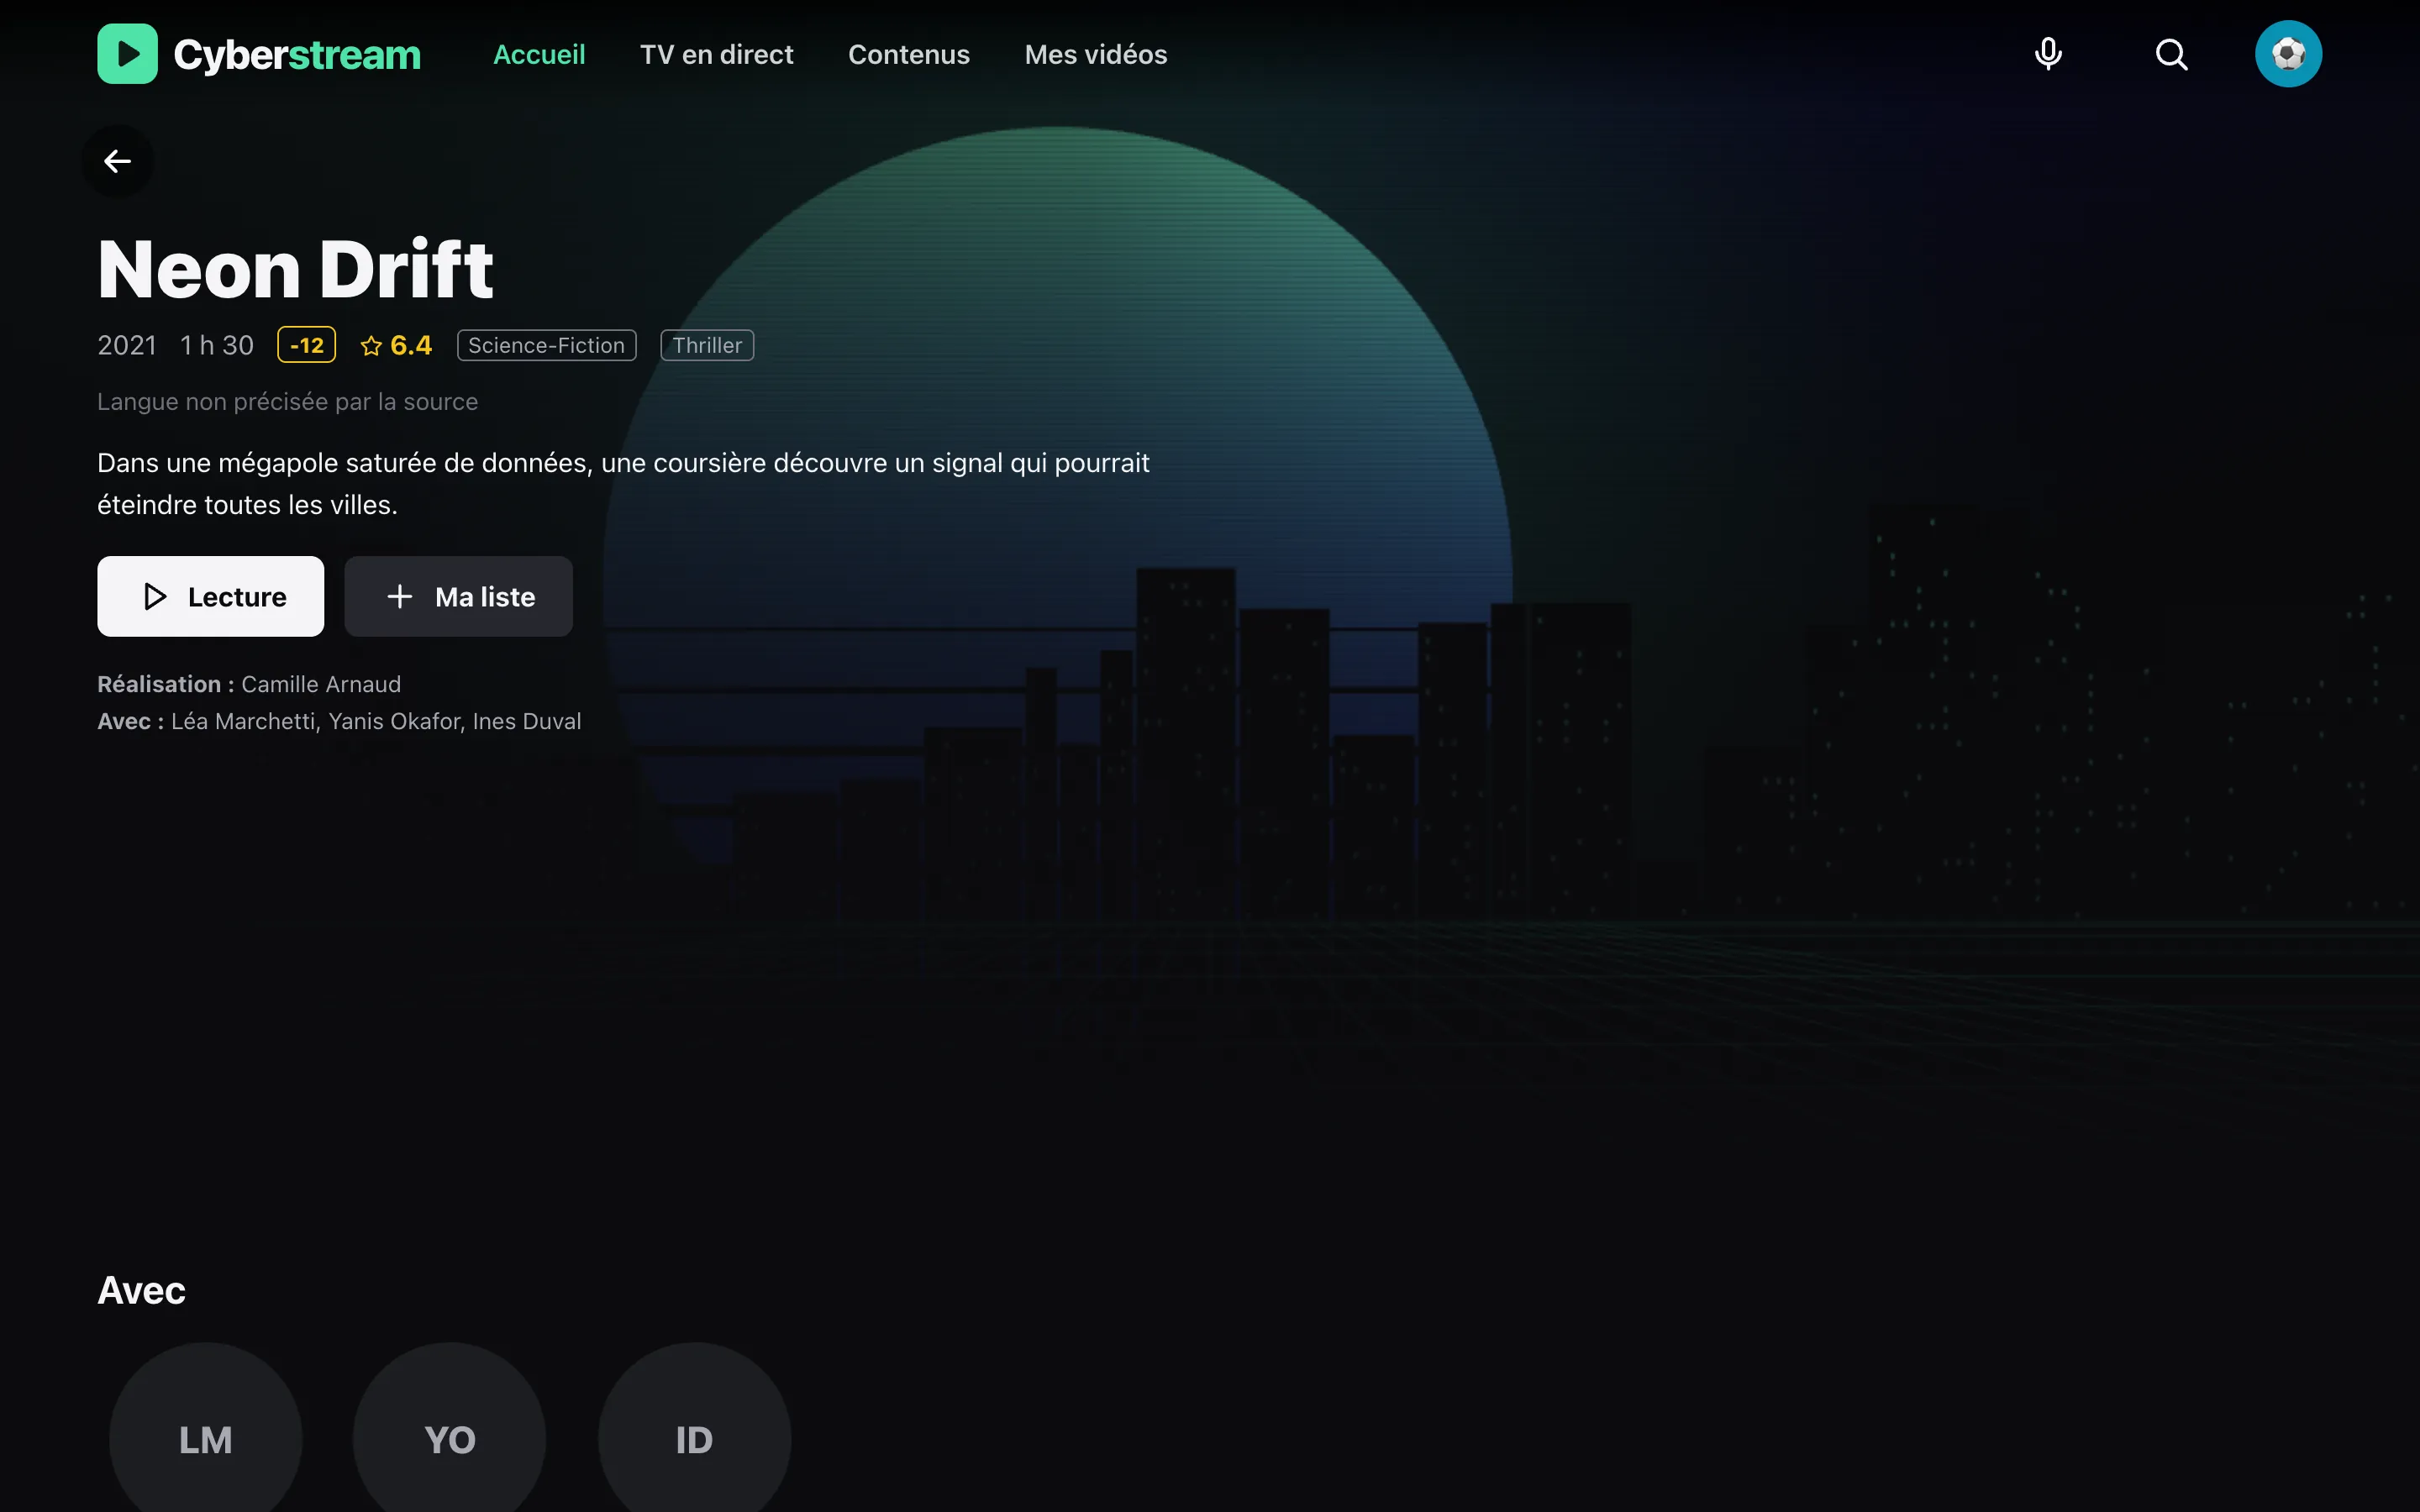 Cyberstream Accueil TV en direct Contenus Mes vidéos
Neon Drift
2021 1 h 30 -12 6.4 Science-Fiction Thriller
Langue non précisée par la source
Dans une mégapole saturée de données, une coursière découvre un signal qui pourrait
éteindre toutes les villes.
Lecture Ma liste
Réalisation : Camille Arnaud
Avec : Léa Marchetti, Yanis Okafor, Ines Duval
Avec
LM YO ID